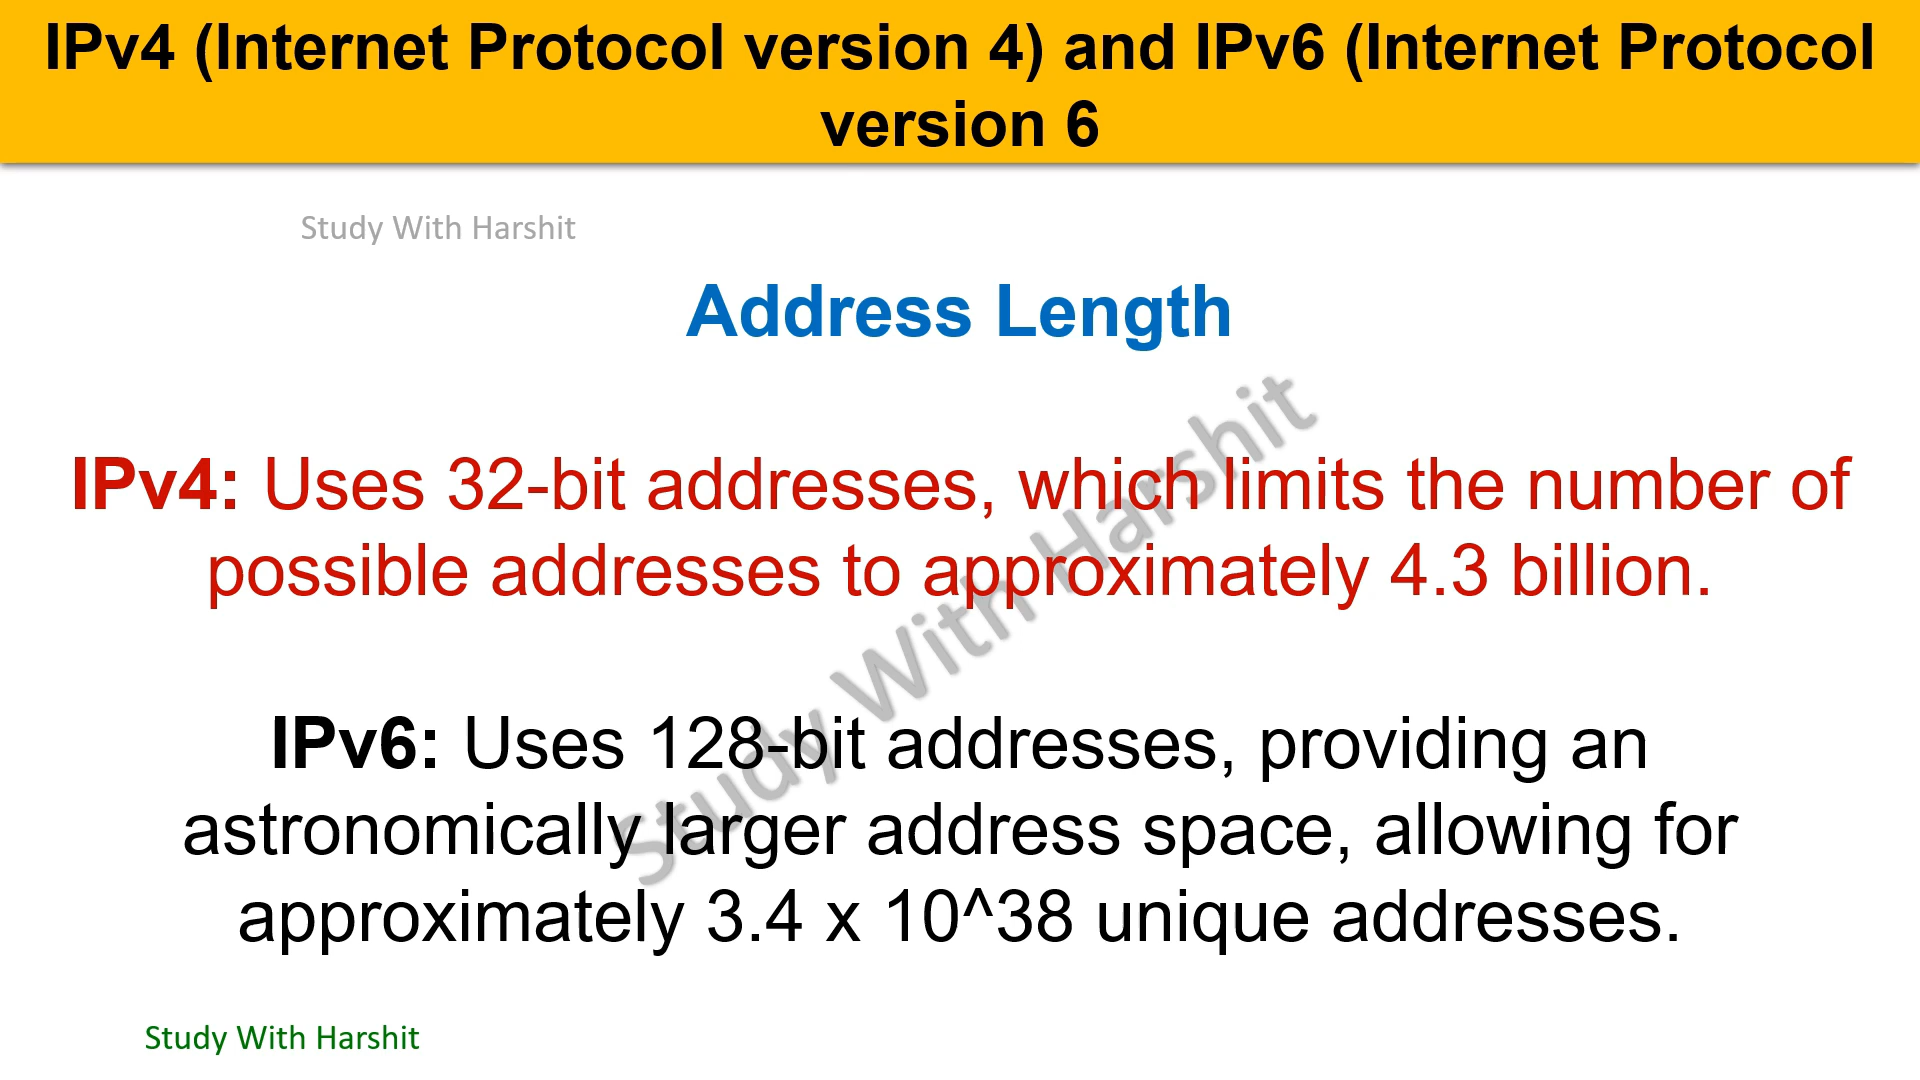 IPv4 (Internet Protocol version 4) and IPv6 (Internet Protocol
version 6
Study With Harshit
Address Length
IPv4: Uses 32-bit addresses, which limits the number of
possible addresses to approximately 4.3 billion.
Study With Harshit
IPv6: Uses 128-bit addresses, providing an
astronomically larger address space, allowing for
approximately 3.4 x 10^38 unique addresses.
Study With Harshit